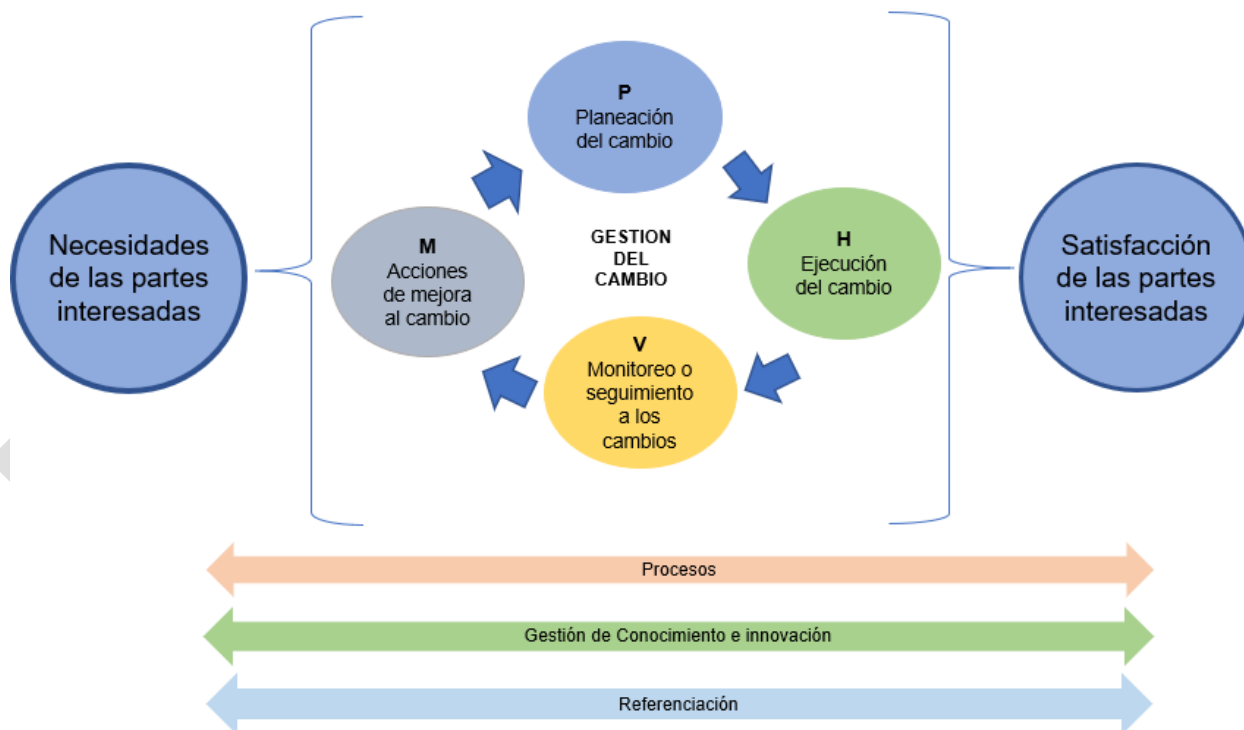 Necesidades
de las partes
interesadas
P
Planeación
del cambio
M
Acciones
de mejora
al cambio
GESTION
DEL
CAMBIO
H
Ejecución
del cambio
V
Monitoreo o
seguimiento
a los
cambios
Satisfacción
de las partes
interesadas
Procesos
Gestión de Conocimiento e innovación
Referenciación